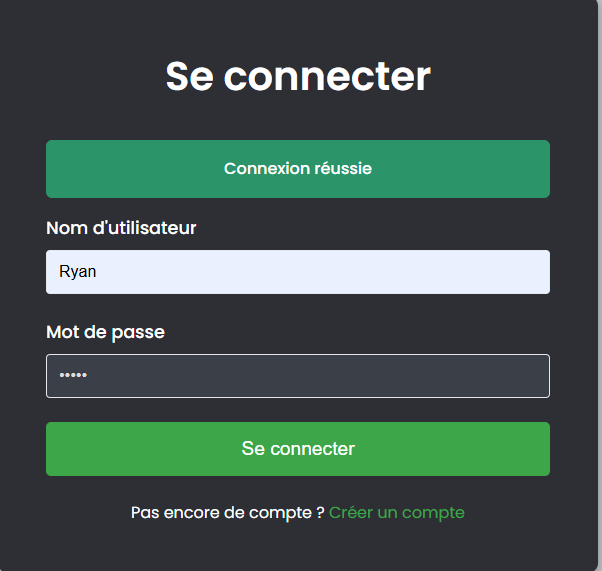 Se connecter
Connexion réussie
Nom d'utilisateur
Ryan
Mot de passe
•••••
Se connecter
Pas encore de compte ? Créer un compte